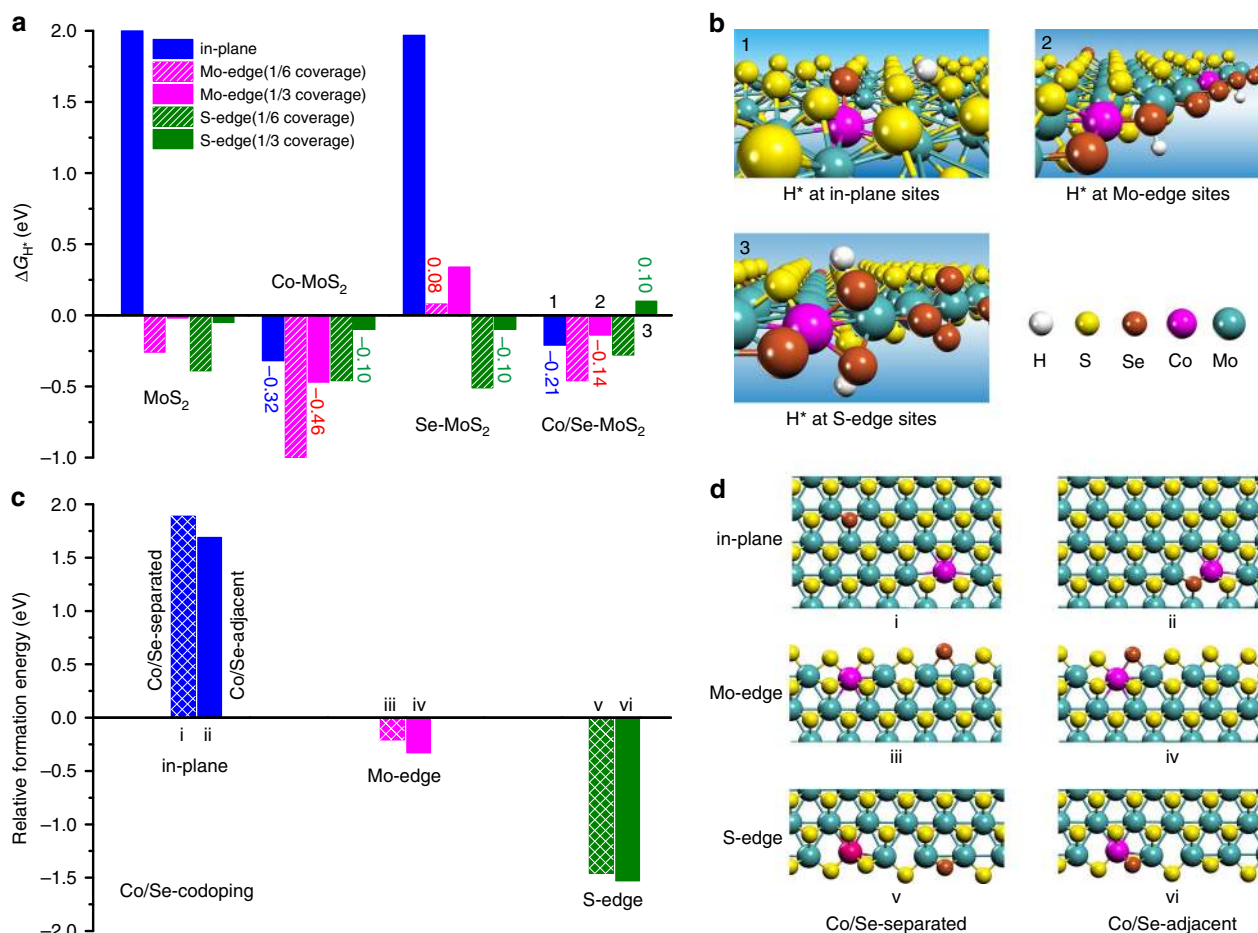 a
2.0
1.5
1.0
0.5
0.0
−0.5
−1.0
ΔG_H* (eV)
in-plane
Mo-edge(1/6 coverage)
Mo-edge(1/3 coverage)
S-edge(1/6 coverage)
S-edge(1/3 coverage)
MoS₂
Co-MoS₂
−0.32
−0.46
−0.10
0.08
−0.10
Se-MoS₂
1
2
3
0.10
−0.21
−0.14
Co/Se-MoS₂
b
1
H* at in-plane sites
2
H* at Mo-edge sites
3
H* at S-edge sites
H S Se Co Mo
c
2.0
1.5
1.0
0.5
0.0
−0.5
−1.0
−1.5
−2.0
Relative formation energy (eV)
Co/Se-separated
Co/Se-adjacent
i ii
in-plane
iii iv
Mo-edge
v vi
S-edge
Co/Se-codoping
d
in-plane
i ii
Mo-edge
iii iv
S-edge
v vi
Co/Se-separated Co/Se-adjacent